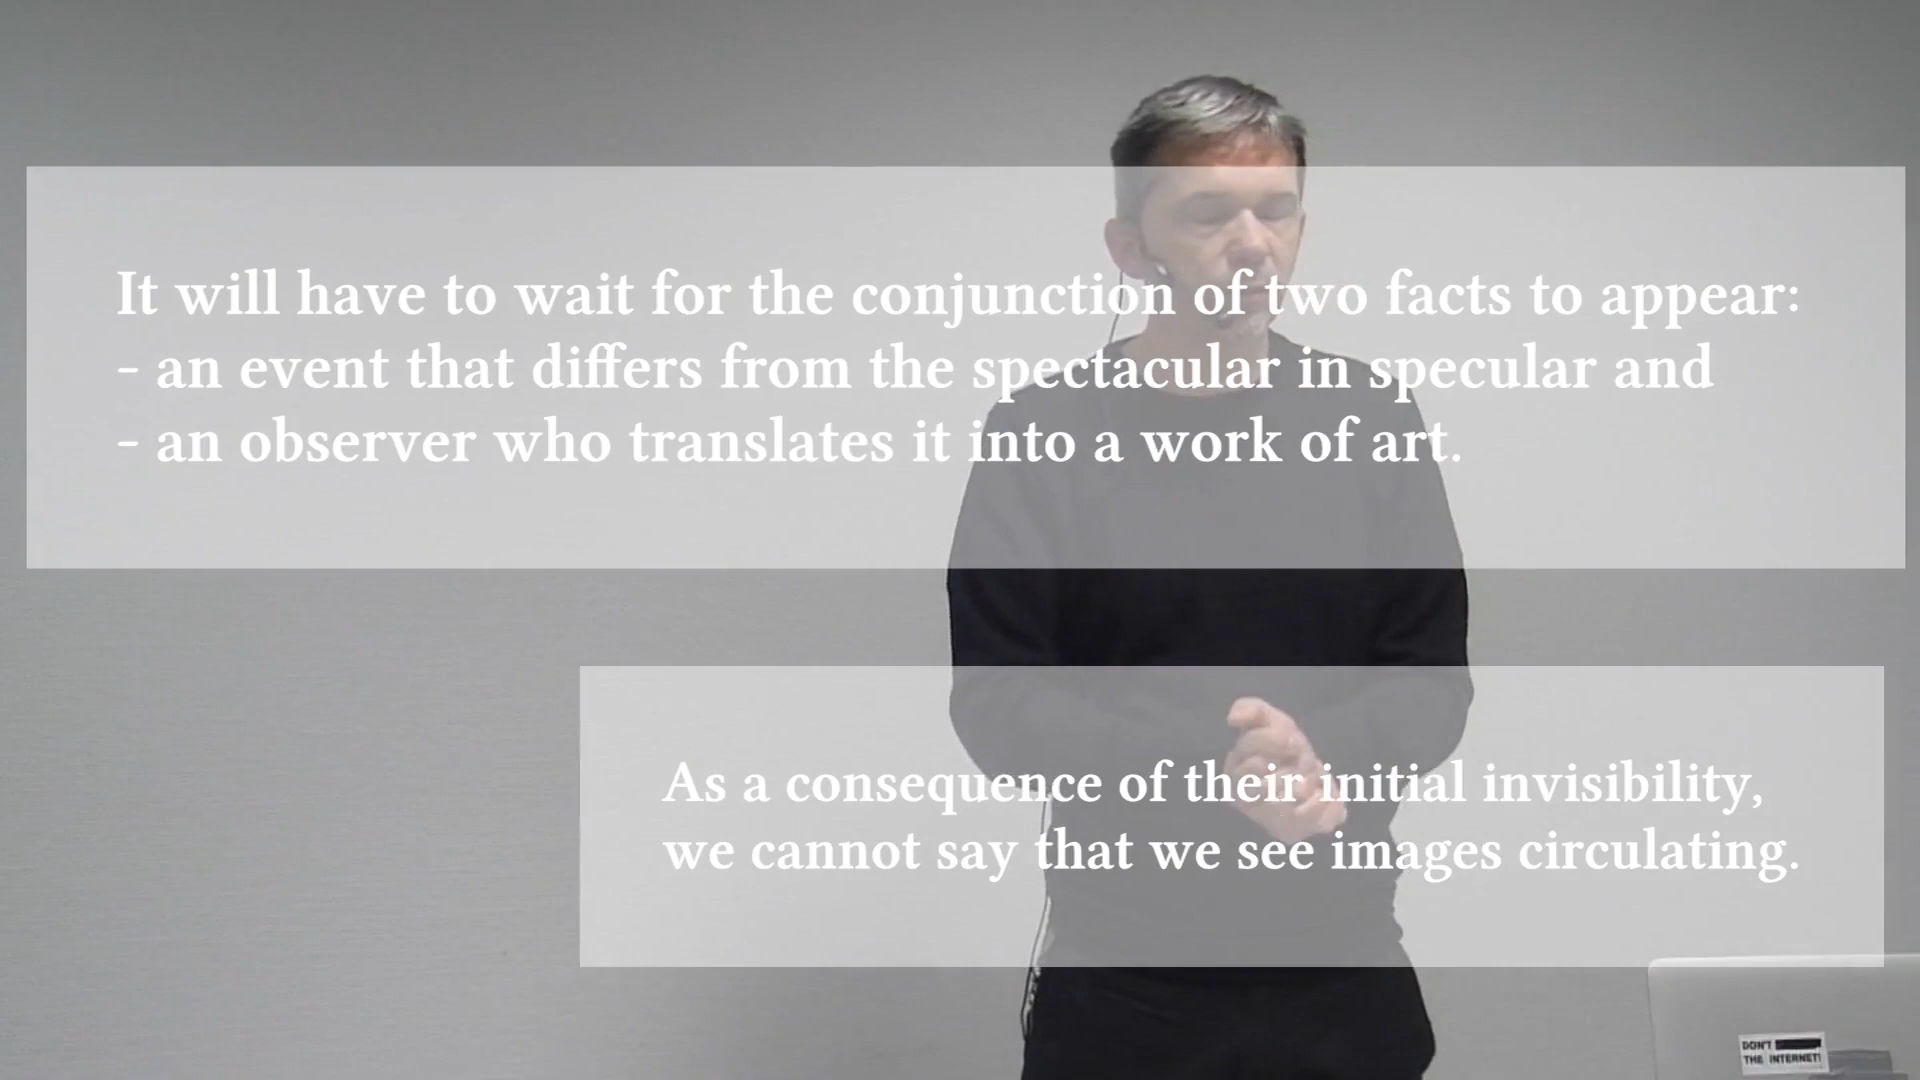 It will have to wait for the conjunction of two facts to appear:
- an event that differs from the spectacular in specular and
- an observer who translates it into a work of art.
As a consequence of their initial invisibility,
we cannot say that we see images circulating.
DON'T
THE INTERNET!